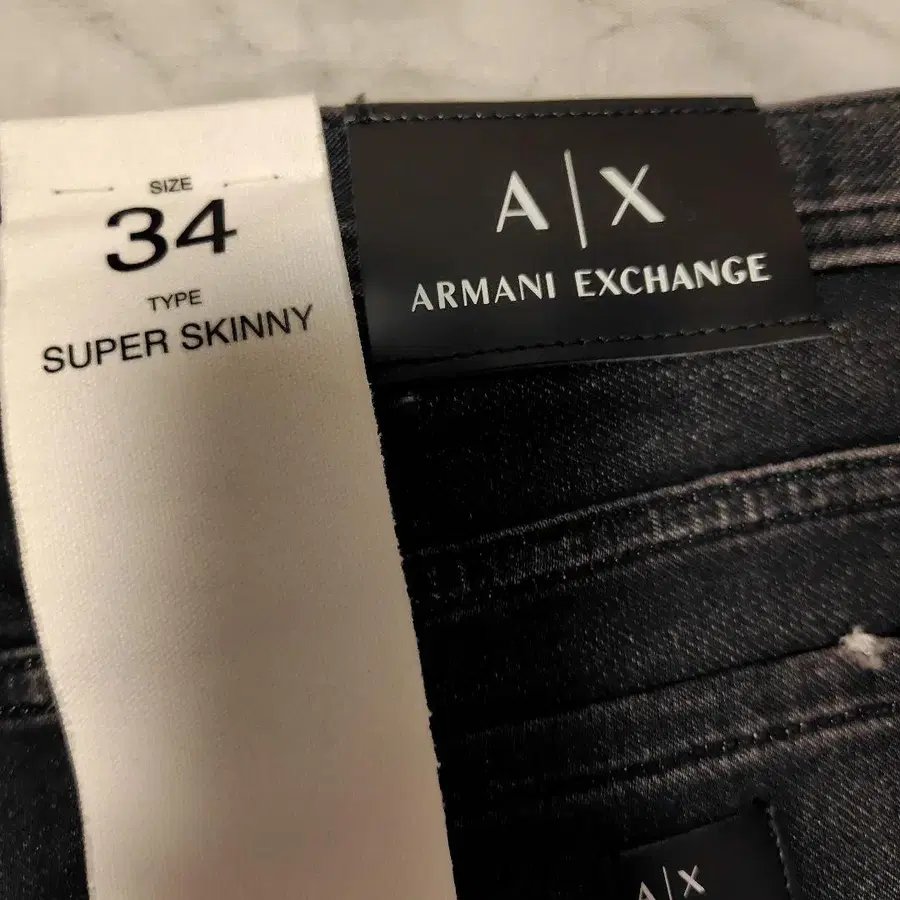 SIZE
34
TYPE
SUPER SKINNY
A|X
ARMANI EXCHANGE
A|X